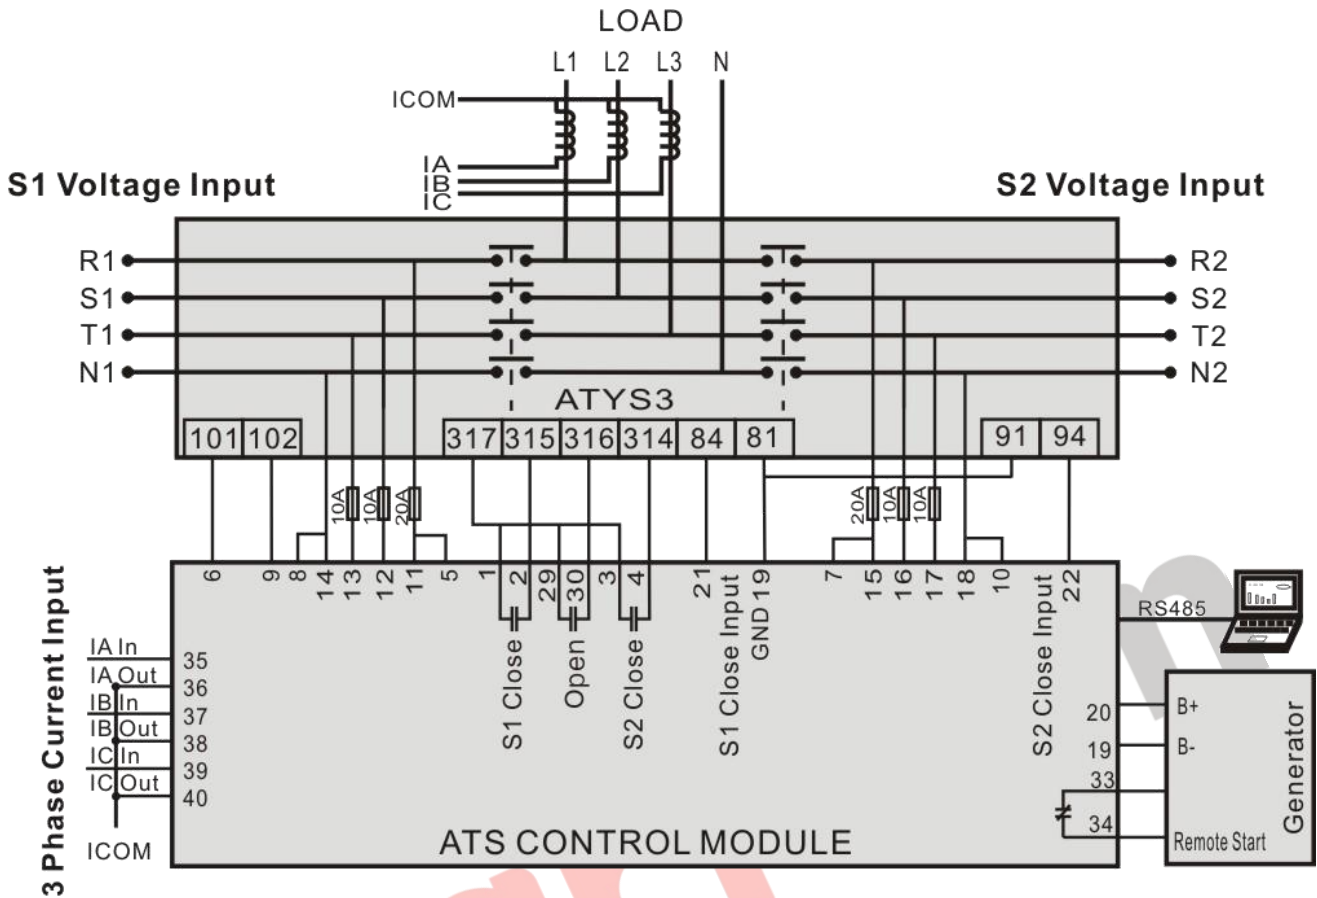 LOAD
L1 L2 L3 N
ICOM
IA
IB
IC
S1 Voltage Input
S2 Voltage Input
R1 R2
S1 S2
T1 T2
N1 N2
ATYS3
101 102 317 315 316 314 84 81 91 94
10A 10A 20A 20A 10A 10A
6 9 8 14 13 12 11 5 1 2 29 30 3 4 21 GND 19 7 15 16 17 18 10 22
S1 Close
Open
S2 Close
S1 Close Input
S2 Close Input
RS485
3 Phase Current Input
IA In 35
IA Out 36
IB In 37
IB Out 38
IC In 39
IC Out 40
ICOM
20 B+
19 B-
33
34 Remote Start
Generator
ATS CONTROL MODULE